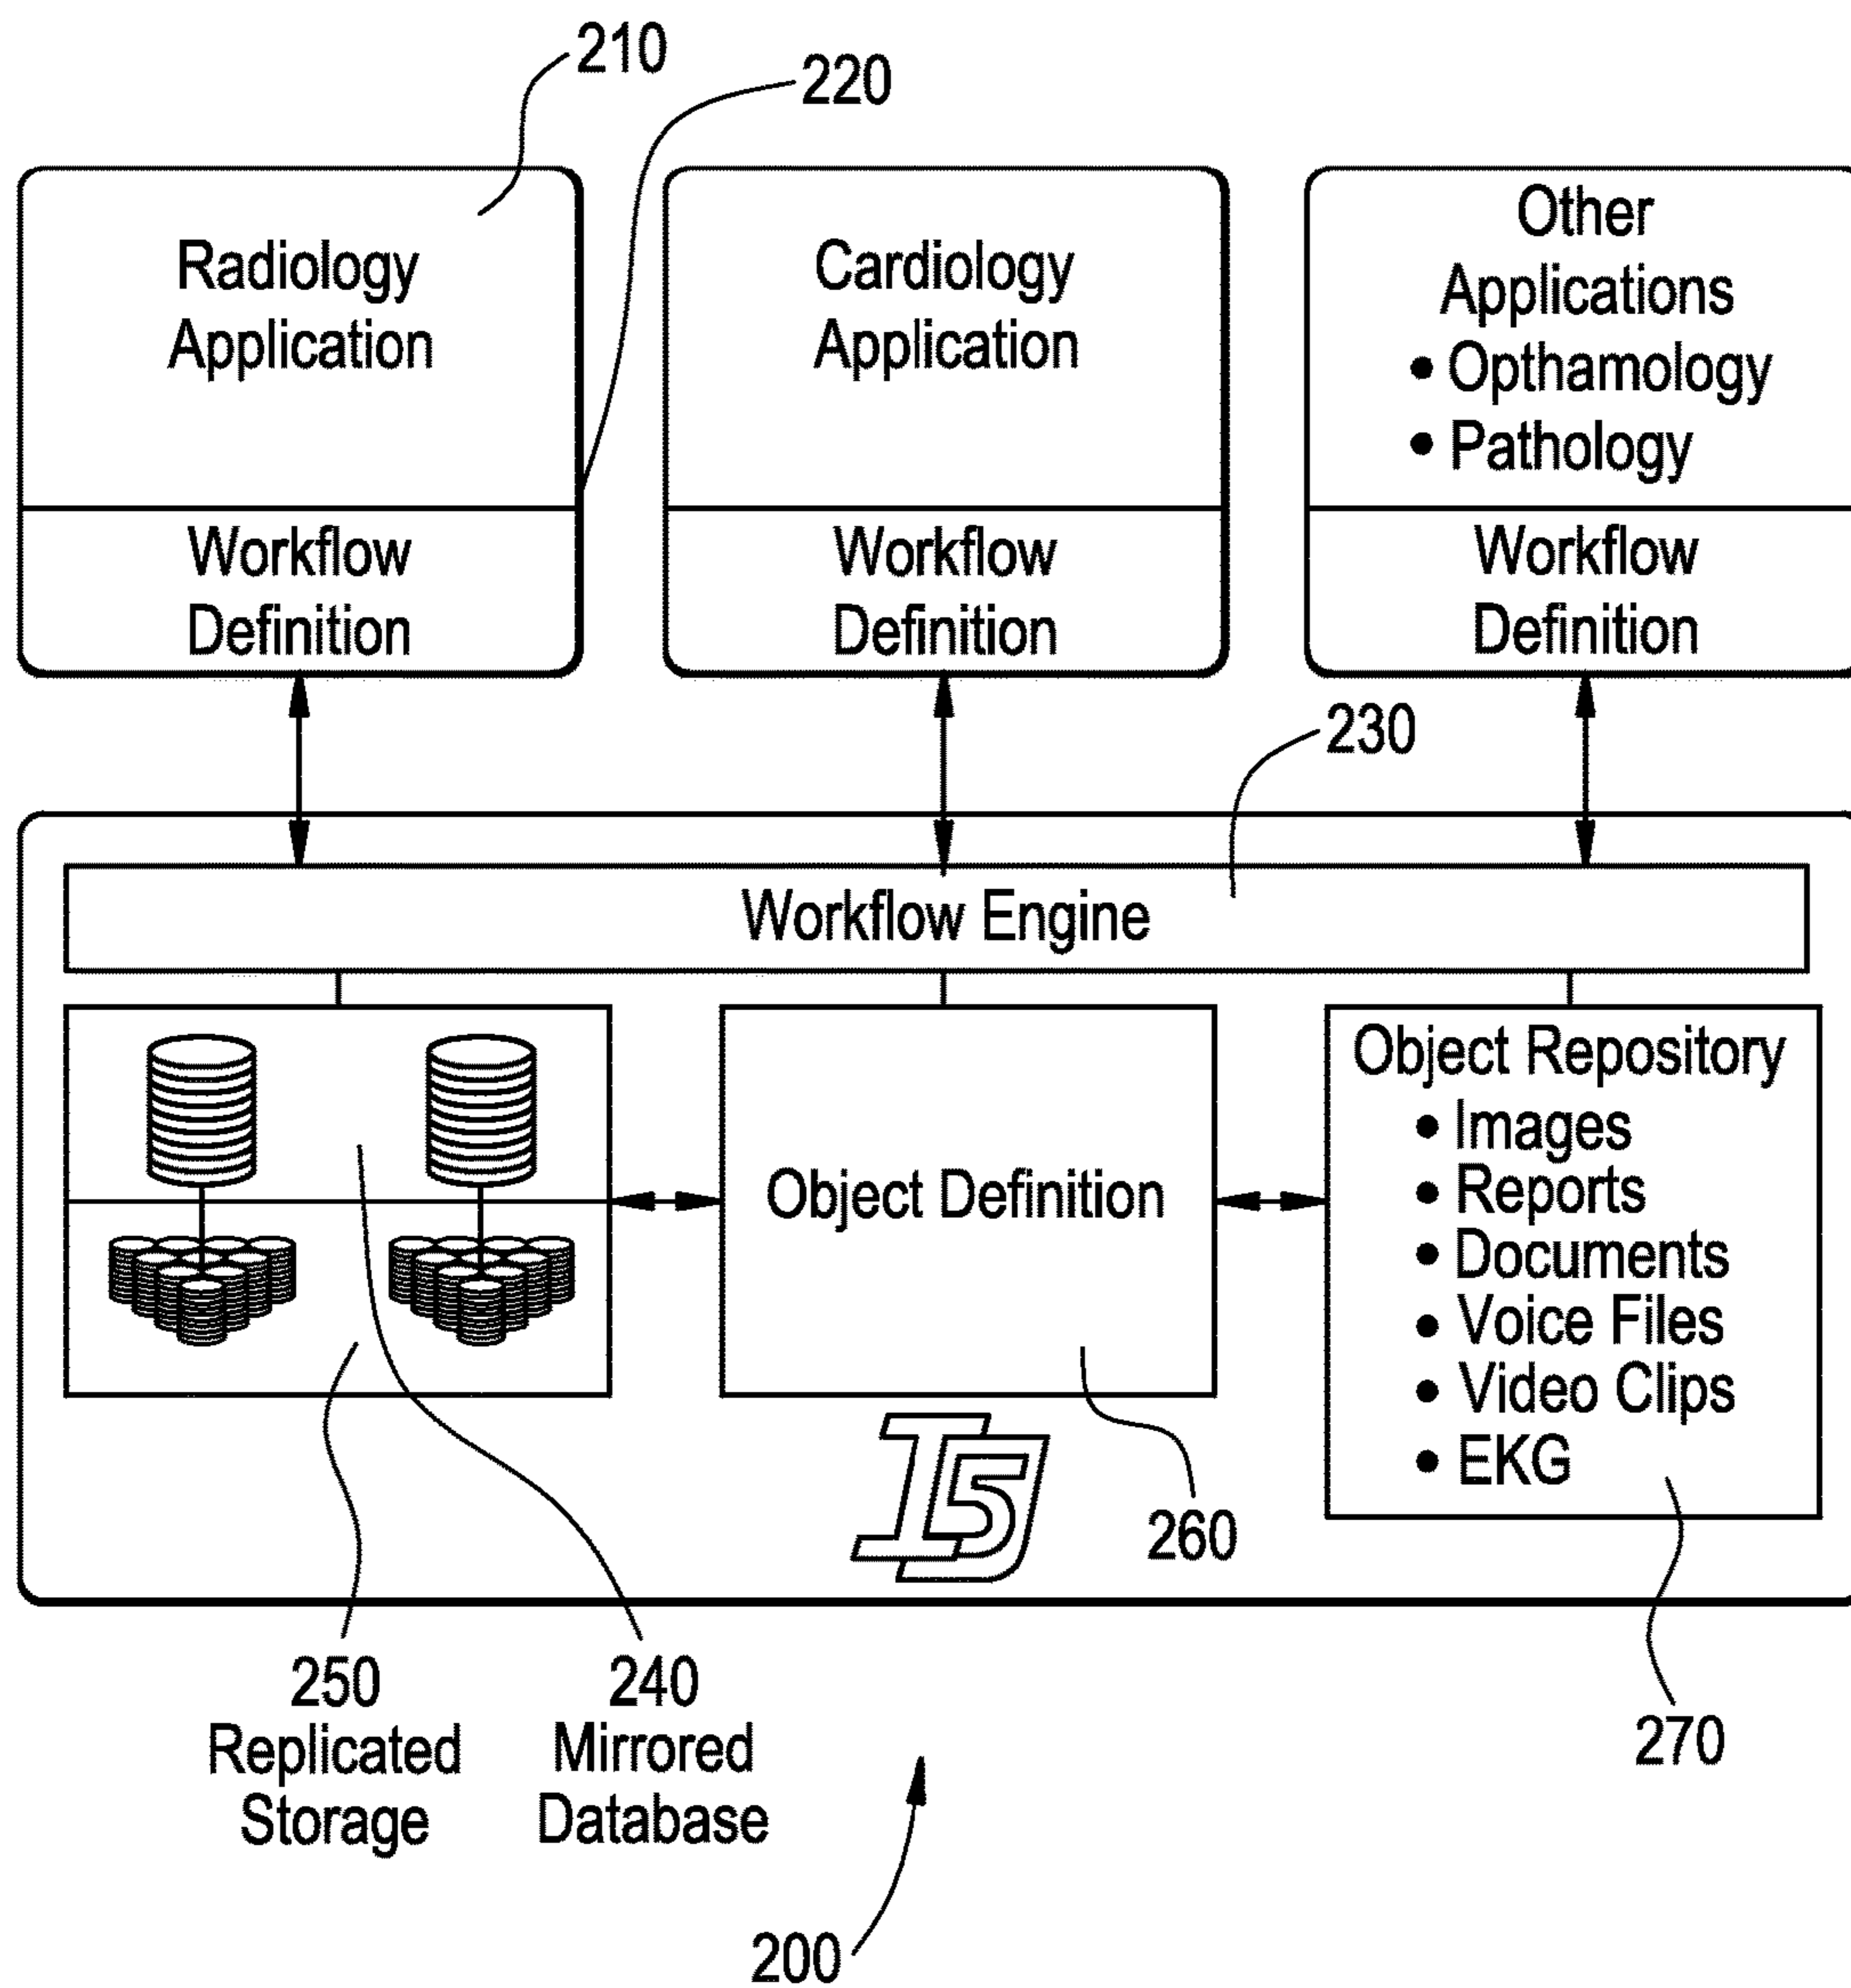 210
220
Radiology
Application
Workflow
Definition
Cardiology
Application
Workflow
Definition
Other
Applications
• Opthamology
• Pathology
Workflow
Definition
230
Workflow Engine
Object Definition
Object Repository
• Images
• Reports
• Documents
• Voice Files
• Video Clips
• EKG
I5
260
250
Replicated
Storage
240
Mirrored
Database
270
200